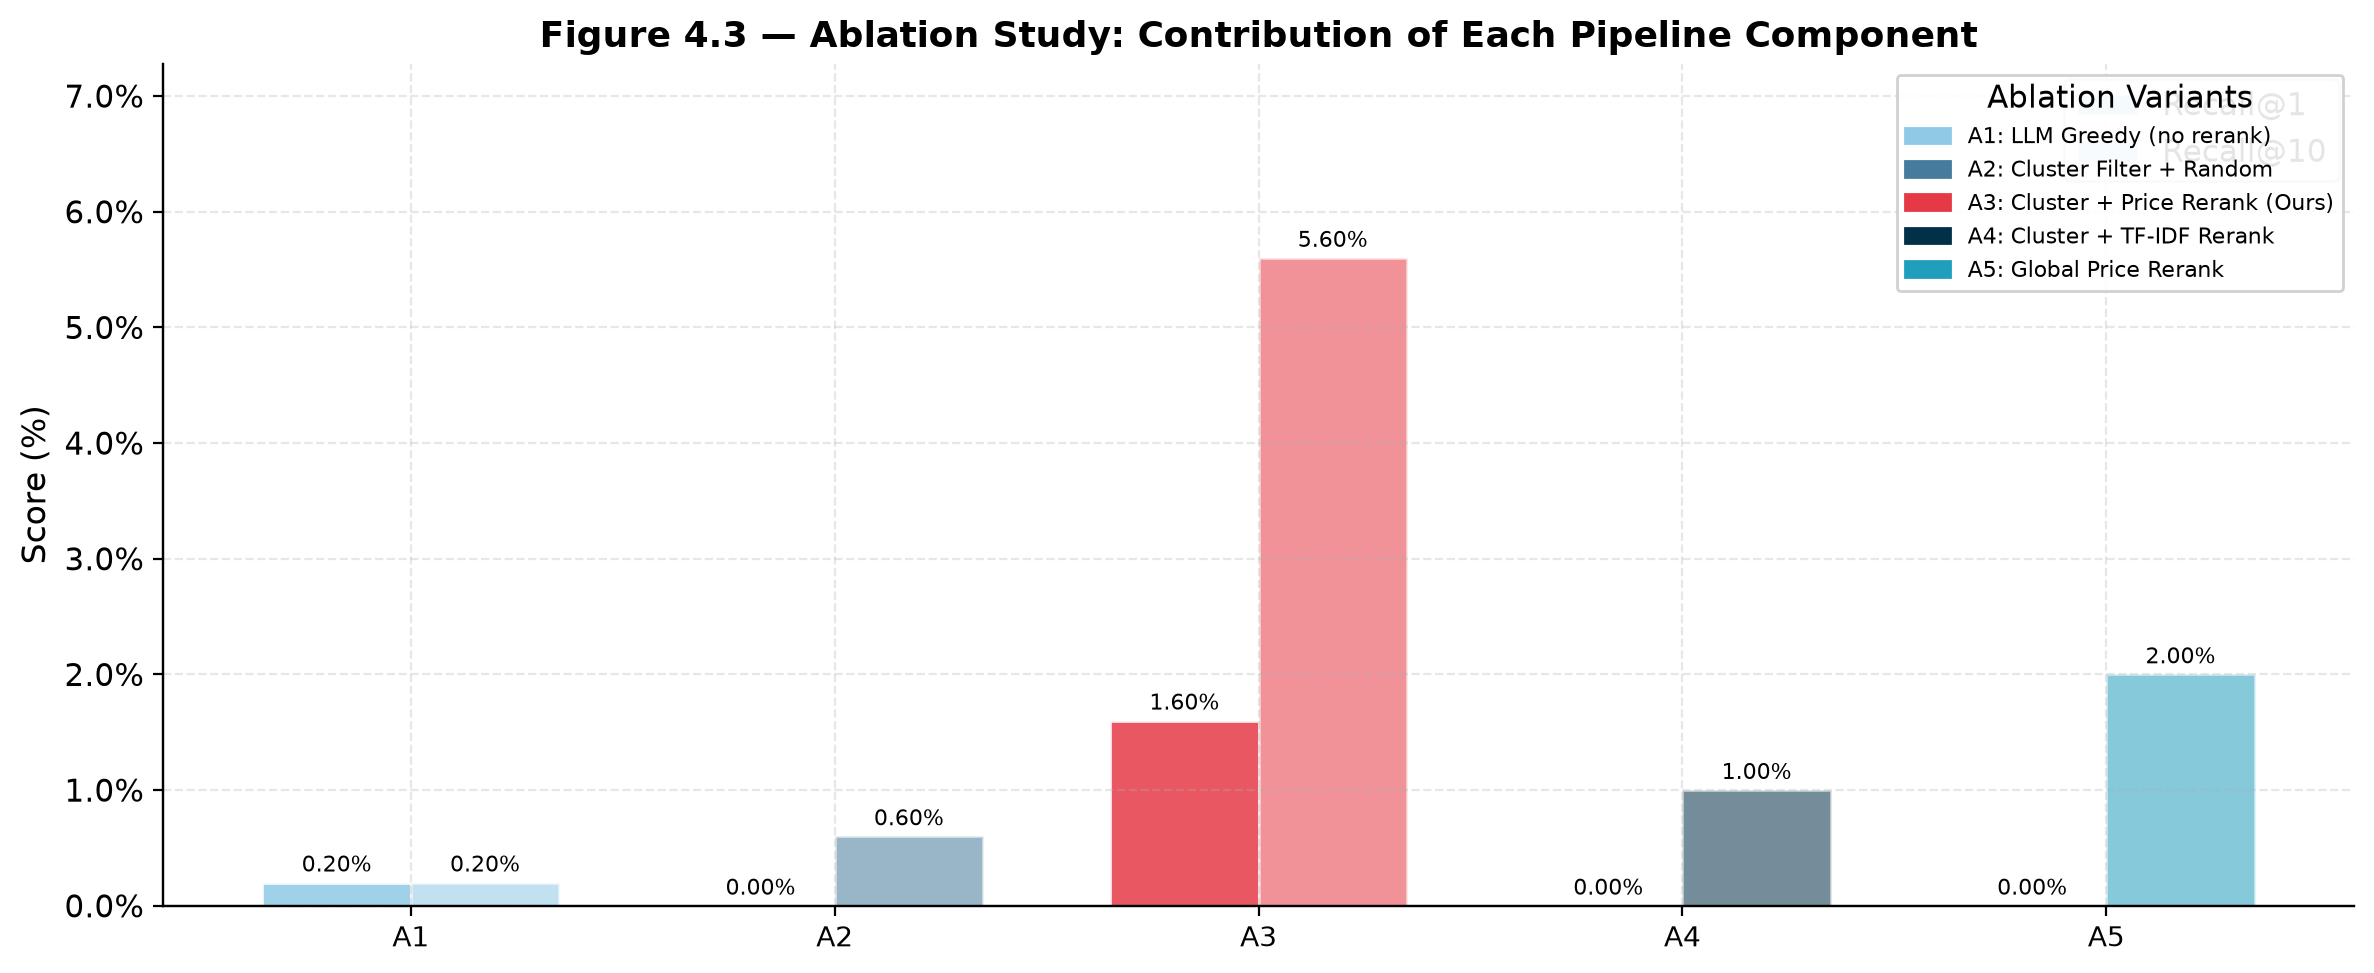 Figure 4.3 — Ablation Study: Contribution of Each Pipeline Component
Score (%)
7.0%
6.0%
5.0%
4.0%
3.0%
2.0%
1.0%
0.0%
Ablation Variants
Recall@1
Recall@10
A1: LLM Greedy (no rerank)
A2: Cluster Filter + Random
A3: Cluster + Price Rerank (Ours)
A4: Cluster + TF-IDF Rerank
A5: Global Price Rerank
0.20%
0.20%
0.00%
0.60%
1.60%
5.60%
0.00%
1.00%
0.00%
2.00%
A1
A2
A3
A4
A5